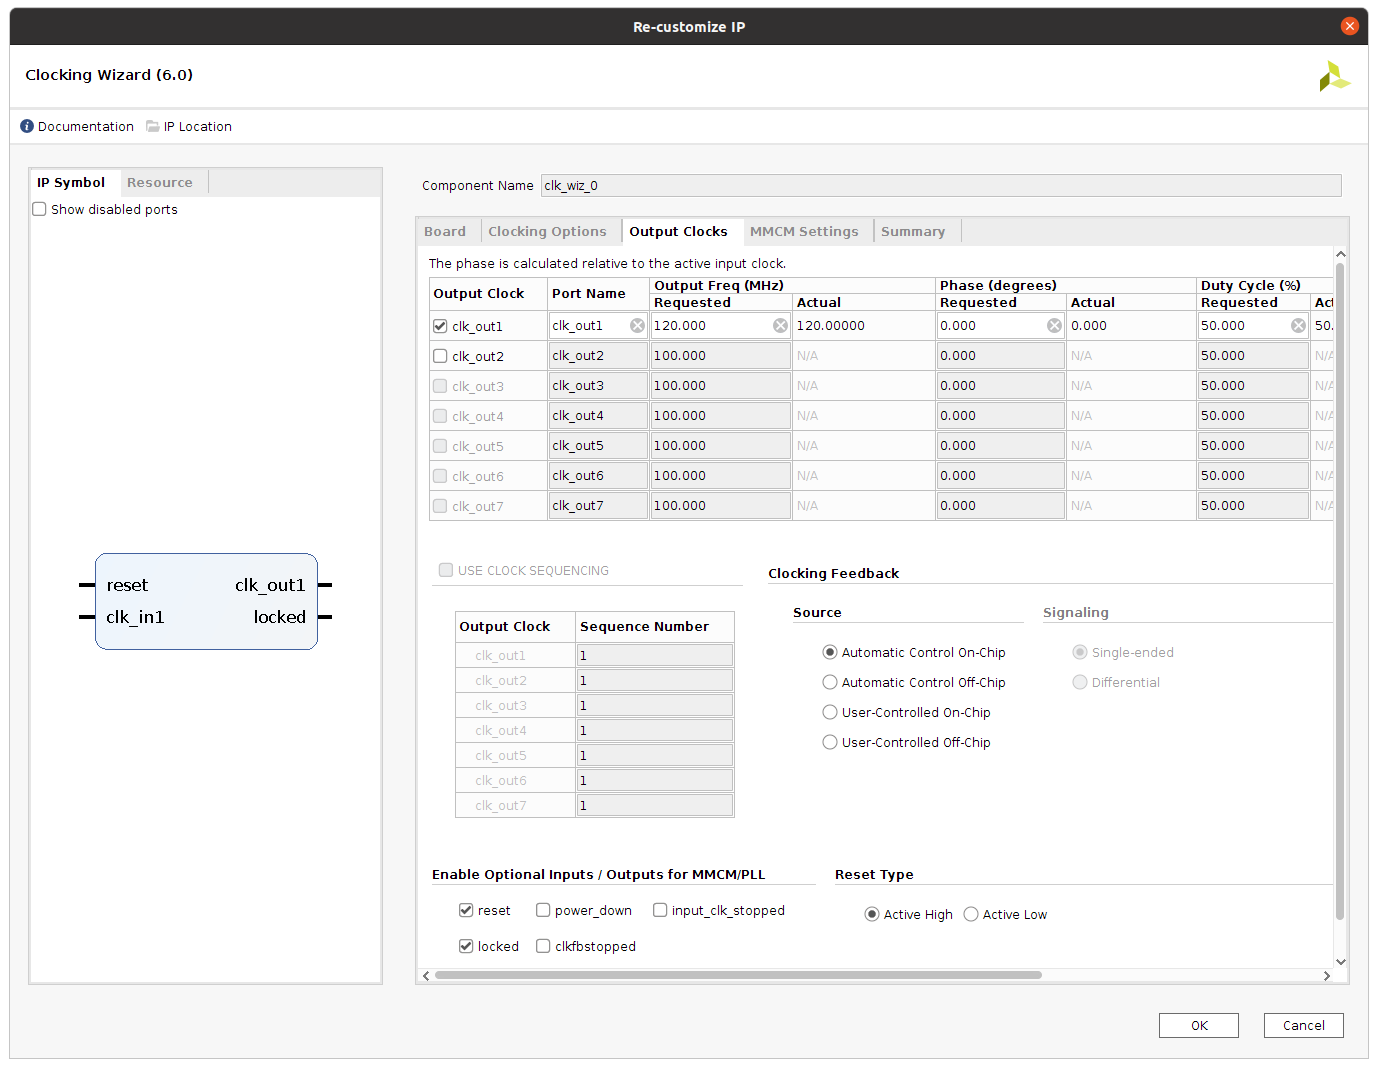 Re-customize IP
Clocking Wizard (6.0)
Documentation IP Location
IP Symbol Resource
Show disabled ports
reset clk_out1
clk_in1 locked
Component Name clk_wiz_0
Board Clocking Options Output Clocks MMCM Settings Summary
The phase is calculated relative to the active input clock.
Output Clock Port Name Output Freq (MHz) Phase (degrees) Duty Cycle (%)
Requested Actual Requested Actual Requested Act
clk_out1 clk_out1 120.000 120.00000 0.000 0.000 50.000 50.
clk_out2 clk_out2 100.000 N/A 0.000 N/A 50.000 N/A
clk_out3 clk_out3 100.000 N/A 0.000 N/A 50.000 N/A
clk_out4 clk_out4 100.000 N/A 0.000 N/A 50.000 N/A
clk_out5 clk_out5 100.000 N/A 0.000 N/A 50.000 N/A
clk_out6 clk_out6 100.000 N/A 0.000 N/A 50.000 N/A
clk_out7 clk_out7 100.000 N/A 0.000 N/A 50.000 N/A
USE CLOCK SEQUENCING
Output Clock Sequence Number
clk_out1 1
clk_out2 1
clk_out3 1
clk_out4 1
clk_out5 1
clk_out6 1
clk_out7 1
Clocking Feedback
Source Signaling
Automatic Control On-Chip Single-ended
Automatic Control Off-Chip Differential
User-Controlled On-Chip
User-Controlled Off-Chip
Enable Optional Inputs / Outputs for MMCM/PLL
reset power_down input_clk_stopped
locked clkfbstopped
Reset Type
Active High Active Low
OK Cancel